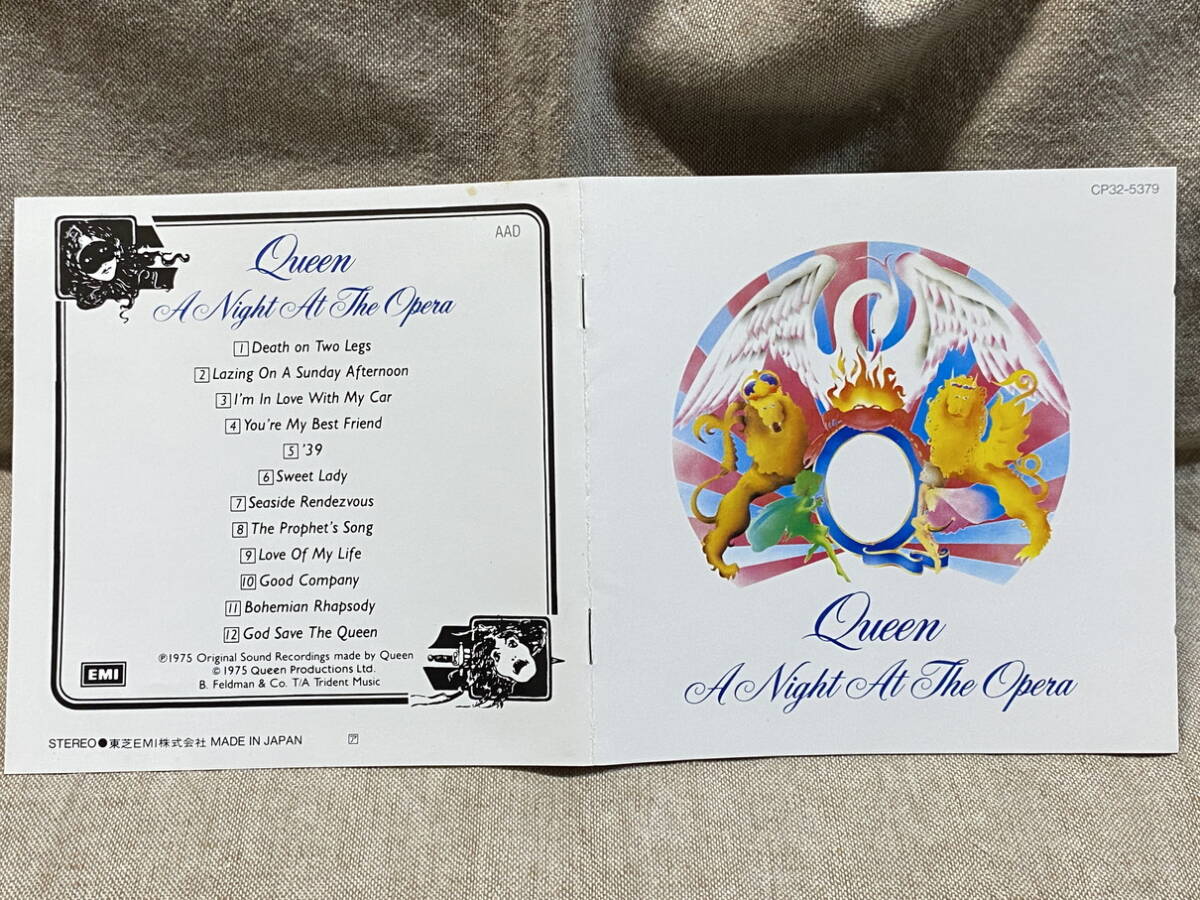 AAD
Queen
A Night At The Opera
1 Death on Two Legs
2 Lazing On A Sunday Afternoon
3 I'm In Love With My Car
4 You're My Best Friend
5 '39
6 Sweet Lady
7 Seaside Rendezvous
8 The Prophet's Song
9 Love Of My Life
10 Good Company
11 Bohemian Rhapsody
12 God Save The Queen
℗1975 Original Sound Recordings made by Queen
©1975 Queen Productions Ltd.
B. Feldman & Co. T/A Trident Music
EMI
STEREO●東芝EMI株式会社 MADE IN JAPAN ア
CP32-5379
Queen
A Night At The Opera